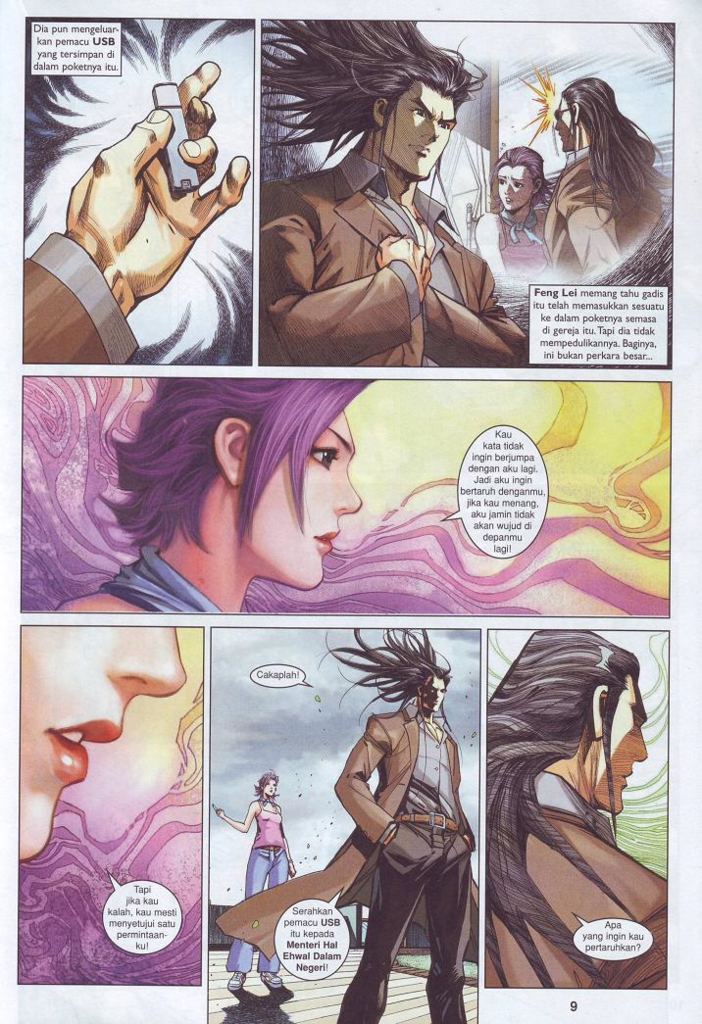 Dia pun mengeluar-
kan pemacu USB
yang tersimpan di
dalam poketnya itu.
Feng Lei memang tahu gadis
itu telah memasukkan sesuatu
ke dalam poketnya semasa
di gereja itu. Tapi dia tidak
mempedulikannya. Baginya,
ini bukan perkara besar...
Kau
kata tidak
ingin berjumpa
dengan aku lagi.
Jadi aku ingin
bertaruh denganmu,
jika kau menang,
aku jamin tidak
akan wujud di
depanmu
lagi!
Tapi
jika kau
kalah, kau mesti
menyetujui satu
permintaan-
ku!
Cakaplah!
Serahkan
pemacu USB
itu kepada
Menteri Hal
Ehwal Dalam
Negeri!
Apa
yang ingin kau
pertaruhkan?
9